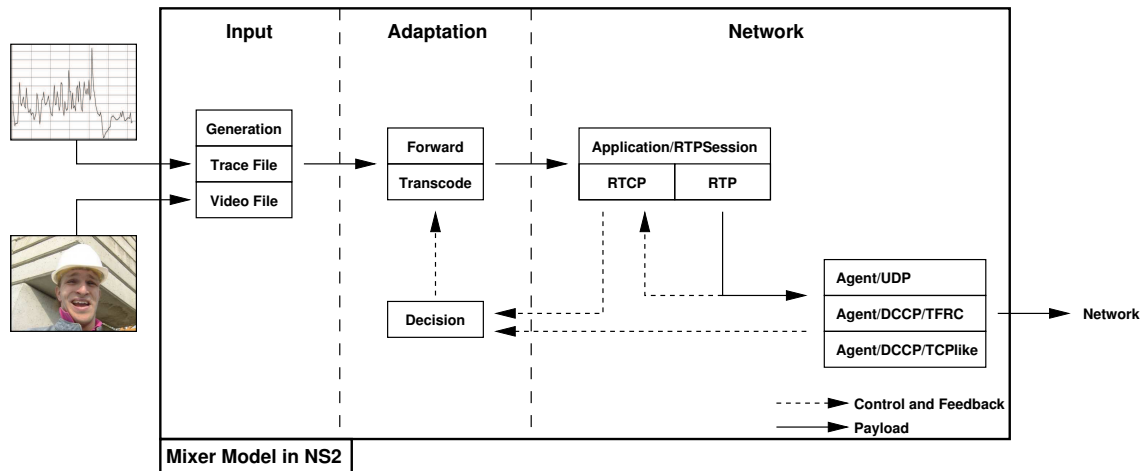 Input
Adaptation
Network
Generation
Trace File
Video File
Forward
Transcode
Application/RTPSession
RTCP
RTP
Decision
Agent/UDP
Agent/DCCP/TFRC
Agent/DCCP/TCPlike
Network
Control and Feedback
Payload
Mixer Model in NS2